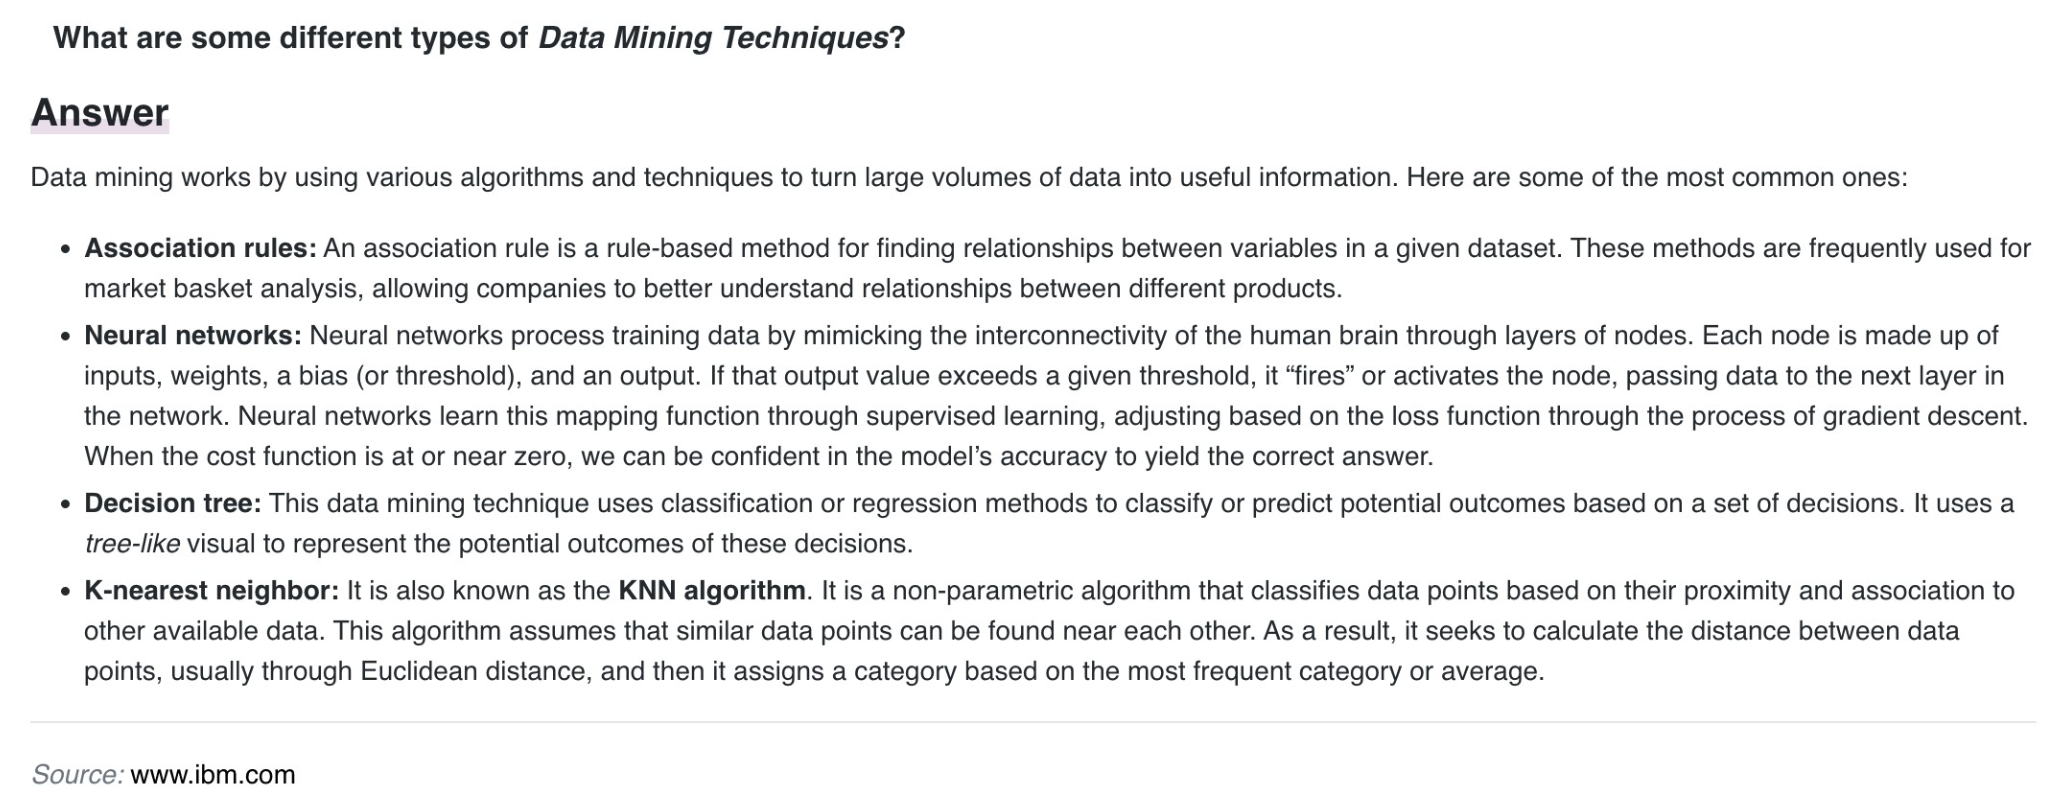 What are some different types of Data Mining Techniques?
Answer
Data mining works by using various algorithms and techniques to turn large volumes of data into useful information. Here are some of the most common ones:
• Association rules: An association rule is a rule-based method for finding relationships between variables in a given dataset. These methods are frequently used for
market basket analysis, allowing companies to better understand relationships between different products.
• Neural networks: Neural networks process training data by mimicking the interconnectivity of the human brain through layers of nodes. Each node is made up of
inputs, weights, a bias (or threshold), and an output. If that output value exceeds a given threshold, it “fires” or activates the node, passing data to the next layer in
the network. Neural networks learn this mapping function through supervised learning, adjusting based on the loss function through the process of gradient descent.
When the cost function is at or near zero, we can be confident in the model’s accuracy to yield the correct answer.
• Decision tree: This data mining technique uses classification or regression methods to classify or predict potential outcomes based on a set of decisions. It uses a
tree-like visual to represent the potential outcomes of these decisions.
• K-nearest neighbor: It is also known as the KNN algorithm. It is a non-parametric algorithm that classifies data points based on their proximity and association to
other available data. This algorithm assumes that similar data points can be found near each other. As a result, it seeks to calculate the distance between data
points, usually through Euclidean distance, and then it assigns a category based on the most frequent category or average.
Source: www.ibm.com